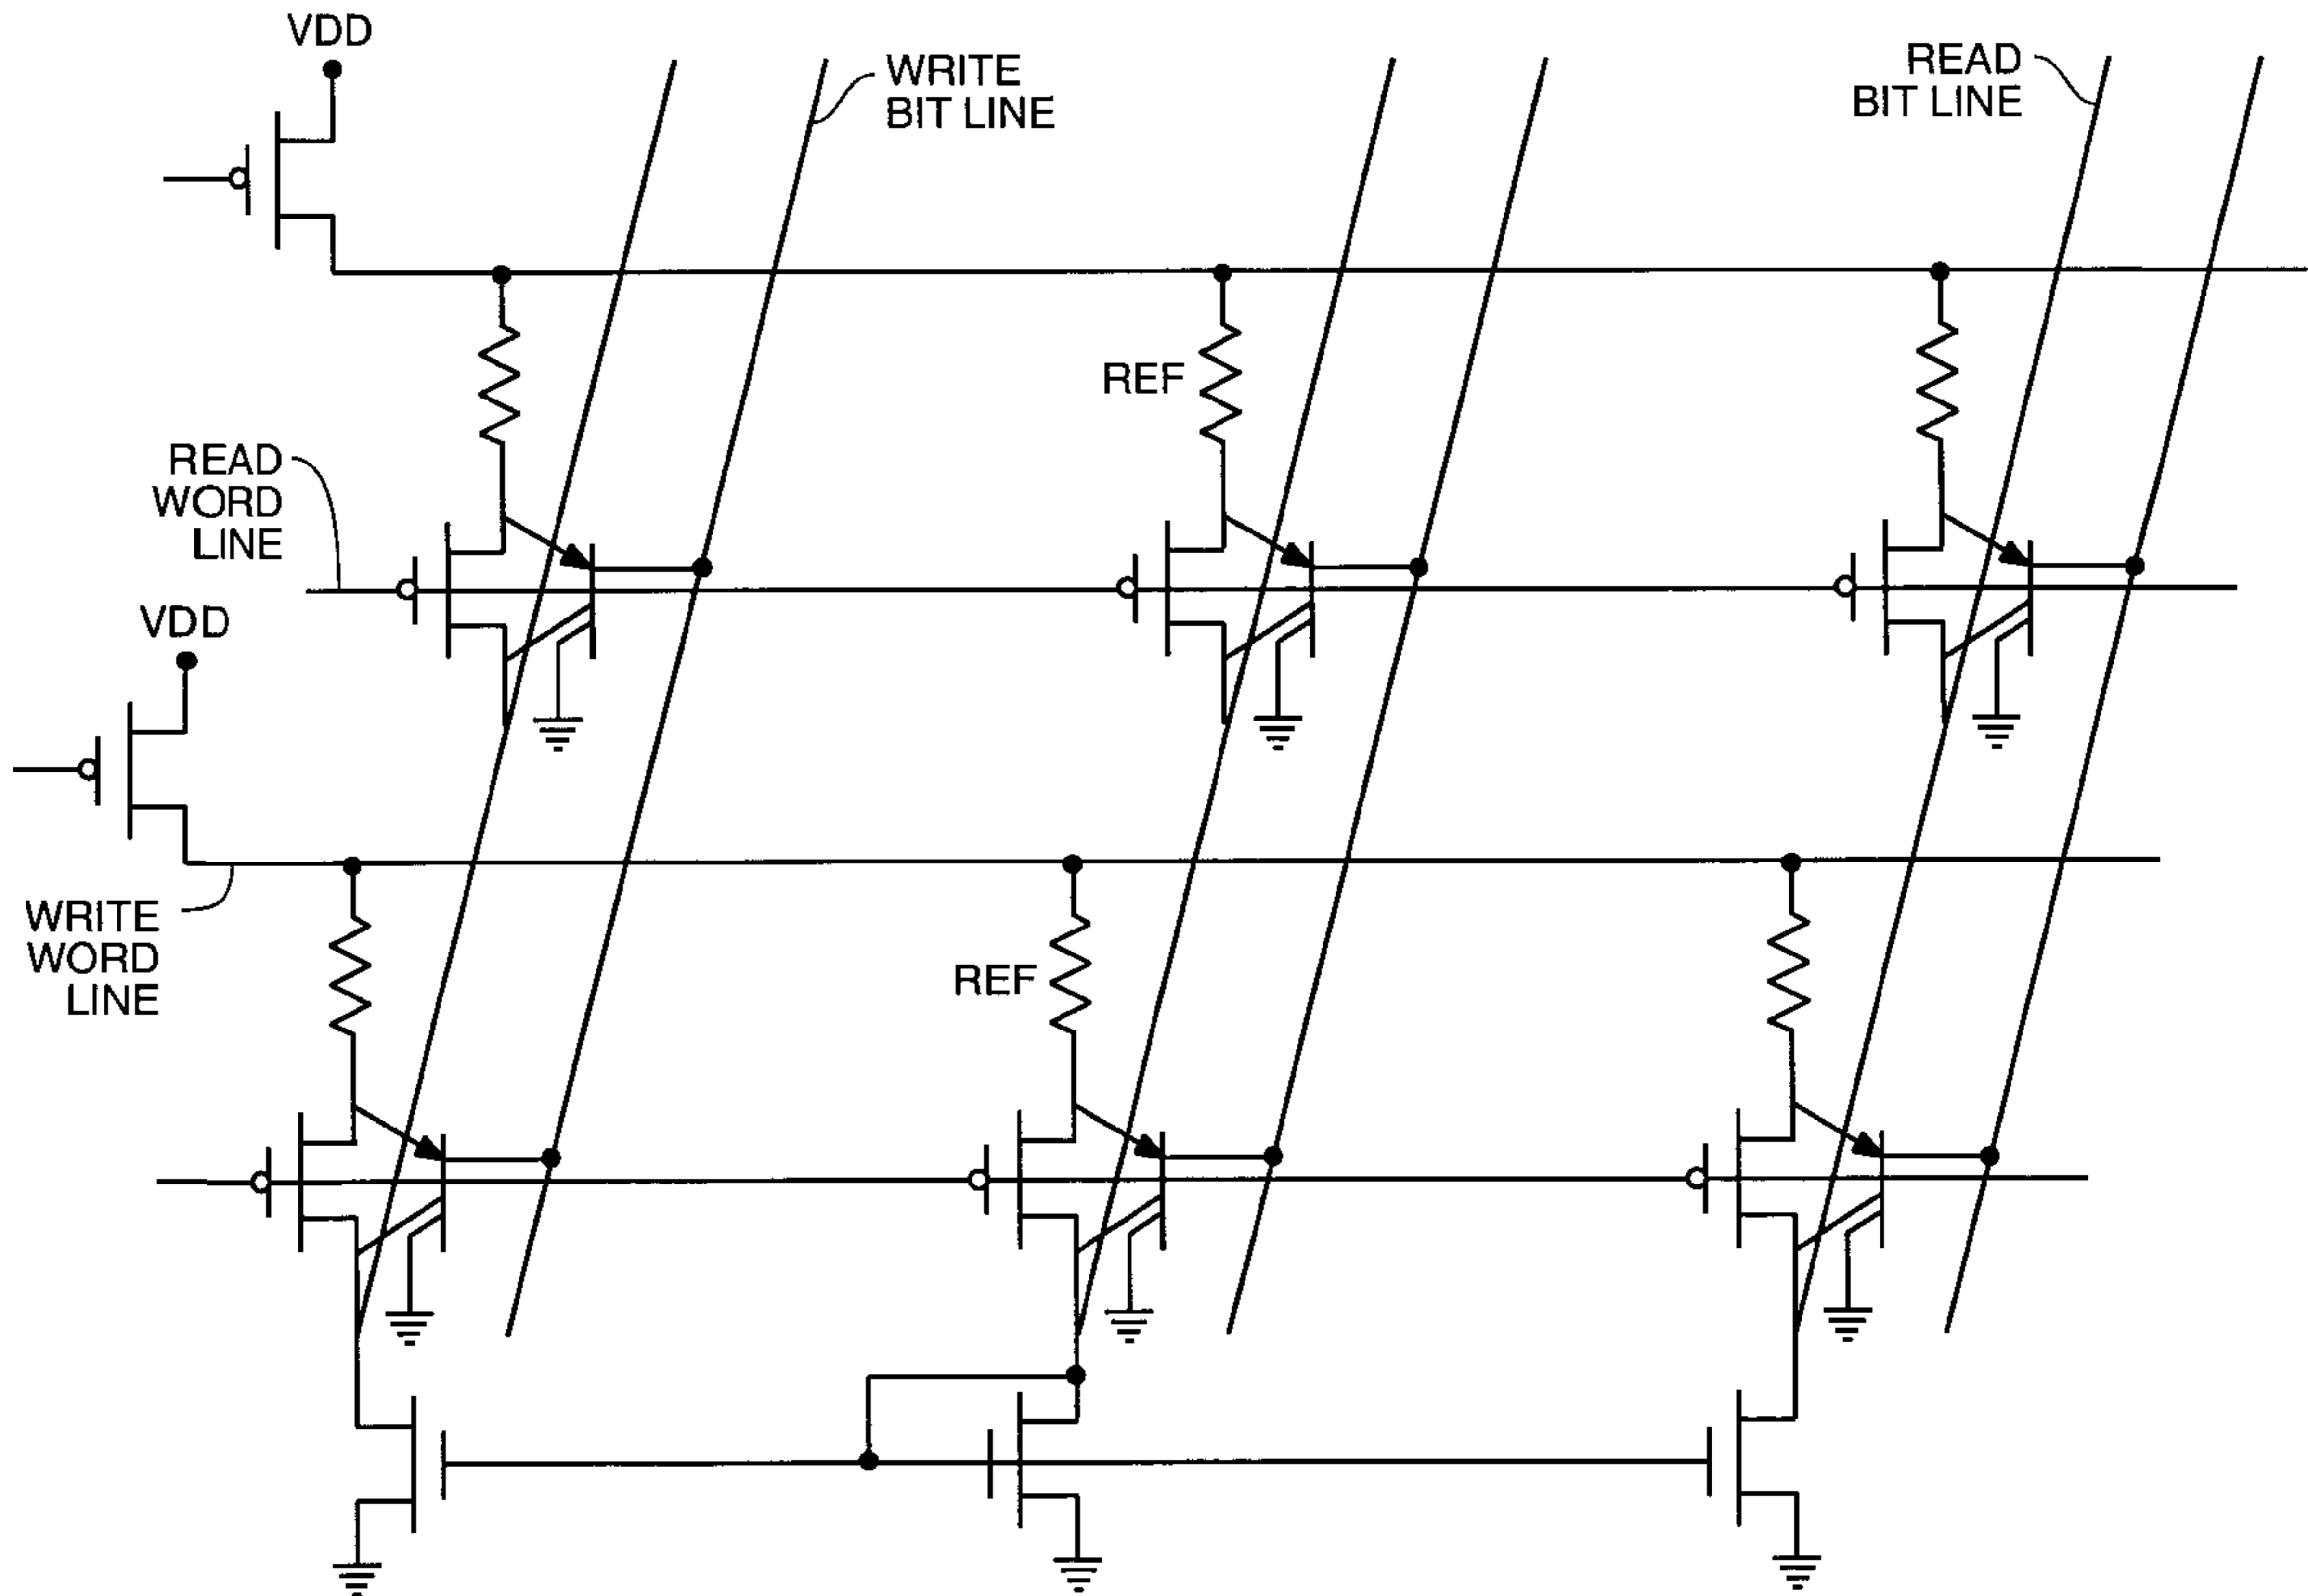 VDD
WRITE
BIT LINE
READ
BIT LINE
REF
READ
WORD
LINE
VDD
WRITE
WORD
LINE
REF